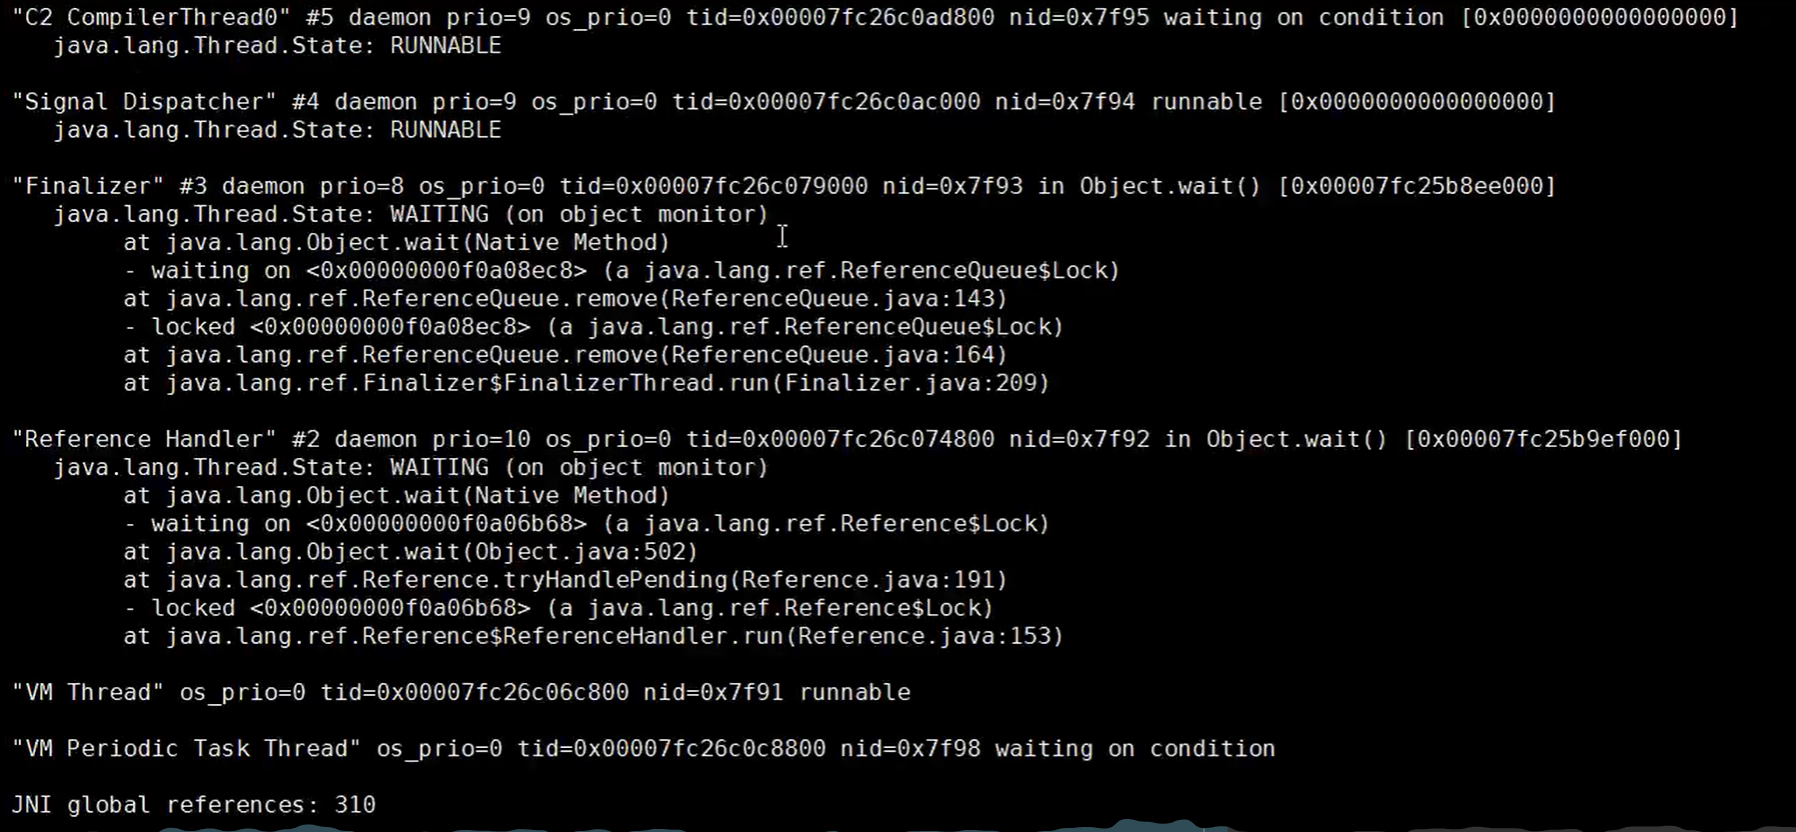 "C2 CompilerThread0" #5 daemon prio=9 os_prio=0 tid=0x00007fc26c0ad800 nid=0x7f95 waiting on condition [0x0000000000000000]
java.lang.Thread.State: RUNNABLE
"Signal Dispatcher" #4 daemon prio=9 os_prio=0 tid=0x00007fc26c0ac000 nid=0x7f94 runnable [0x0000000000000000]
java.lang.Thread.State: RUNNABLE
"Finalizer" #3 daemon prio=8 os_prio=0 tid=0x00007fc26c079000 nid=0x7f93 in Object.wait() [0x00007fc25b8ee000]
java.lang.Thread.State: WAITING (on object monitor)
at java.lang.Object.wait(Native Method)
- waiting on <0x00000000f0a08ec8> (a java.lang.ref.ReferenceQueue$Lock)
at java.lang.ref.ReferenceQueue.remove(ReferenceQueue.java:143)
- locked <0x00000000f0a08ec8> (a java.lang.ref.ReferenceQueue$Lock)
at java.lang.ref.ReferenceQueue.remove(ReferenceQueue.java:164)
at java.lang.ref.Finalizer$FinalizerThread.run(Finalizer.java:209)
"Reference Handler" #2 daemon prio=10 os_prio=0 tid=0x00007fc26c074800 nid=0x7f92 in Object.wait() [0x00007fc25b9ef000]
java.lang.Thread.State: WAITING (on object monitor)
at java.lang.Object.wait(Native Method)
- waiting on <0x00000000f0a06b68> (a java.lang.ref.Reference$Lock)
at java.lang.Object.wait(Object.java:502)
at java.lang.ref.Reference.tryHandlePending(Reference.java:191)
- locked <0x00000000f0a06b68> (a java.lang.ref.Reference$Lock)
at java.lang.ref.Reference$ReferenceHandler.run(Reference.java:153)
"VM Thread" os_prio=0 tid=0x00007fc26c06c800 nid=0x7f91 runnable
"VM Periodic Task Thread" os_prio=0 tid=0x00007fc26c0c8800 nid=0x7f98 waiting on condition
JNI global references: 310